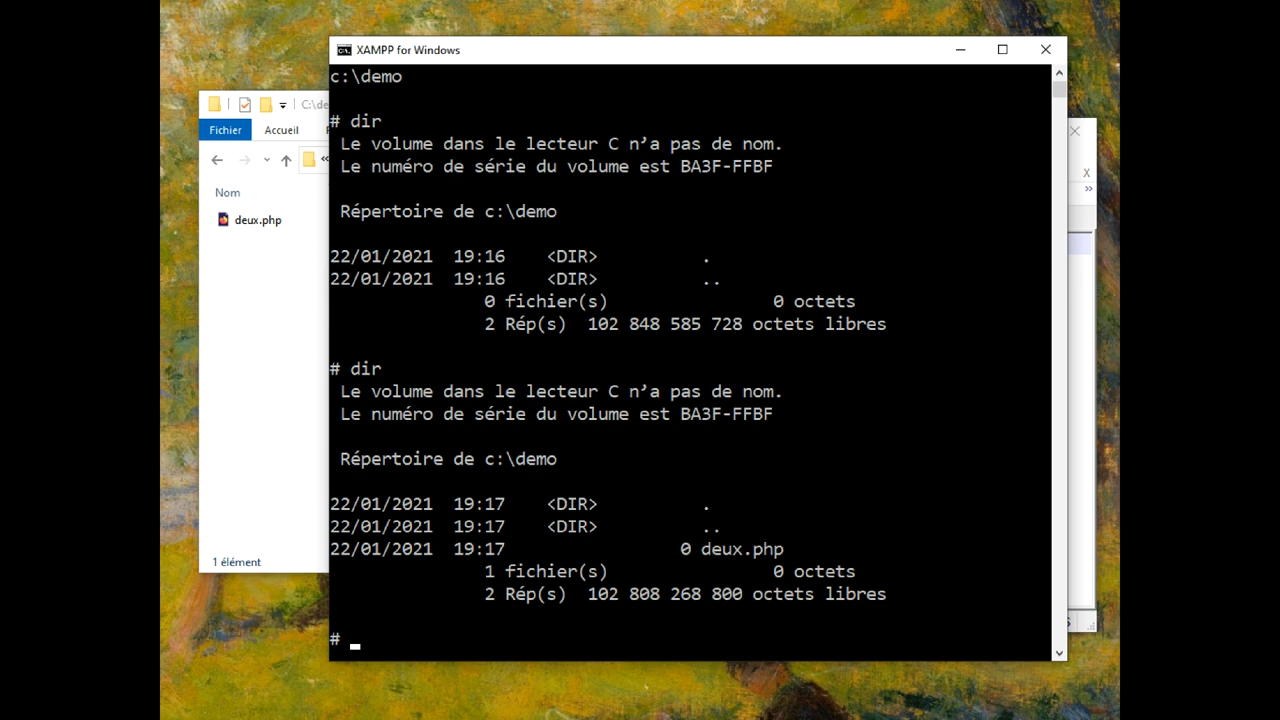 XAMPP for Windows
c:\demo
# dir
Le volume dans le lecteur C n’a pas de nom.
Le numéro de série du volume est BA3F-FFBF
Répertoire de c:\demo
22/01/2021  19:16    <DIR>          .
22/01/2021  19:16    <DIR>          ..
0 fichier(s)                0 octets
2 Rép(s)  102 848 585 728 octets libres
# dir
Le volume dans le lecteur C n’a pas de nom.
Le numéro de série du volume est BA3F-FFBF
Répertoire de c:\demo
22/01/2021  19:17    <DIR>          .
22/01/2021  19:17    <DIR>          ..
22/01/2021  19:17                 0 deux.php
1 fichier(s)                0 octets
2 Rép(s)  102 808 268 800 octets libres
#
Fichier Accueil
Nom
deux.php
1 élément